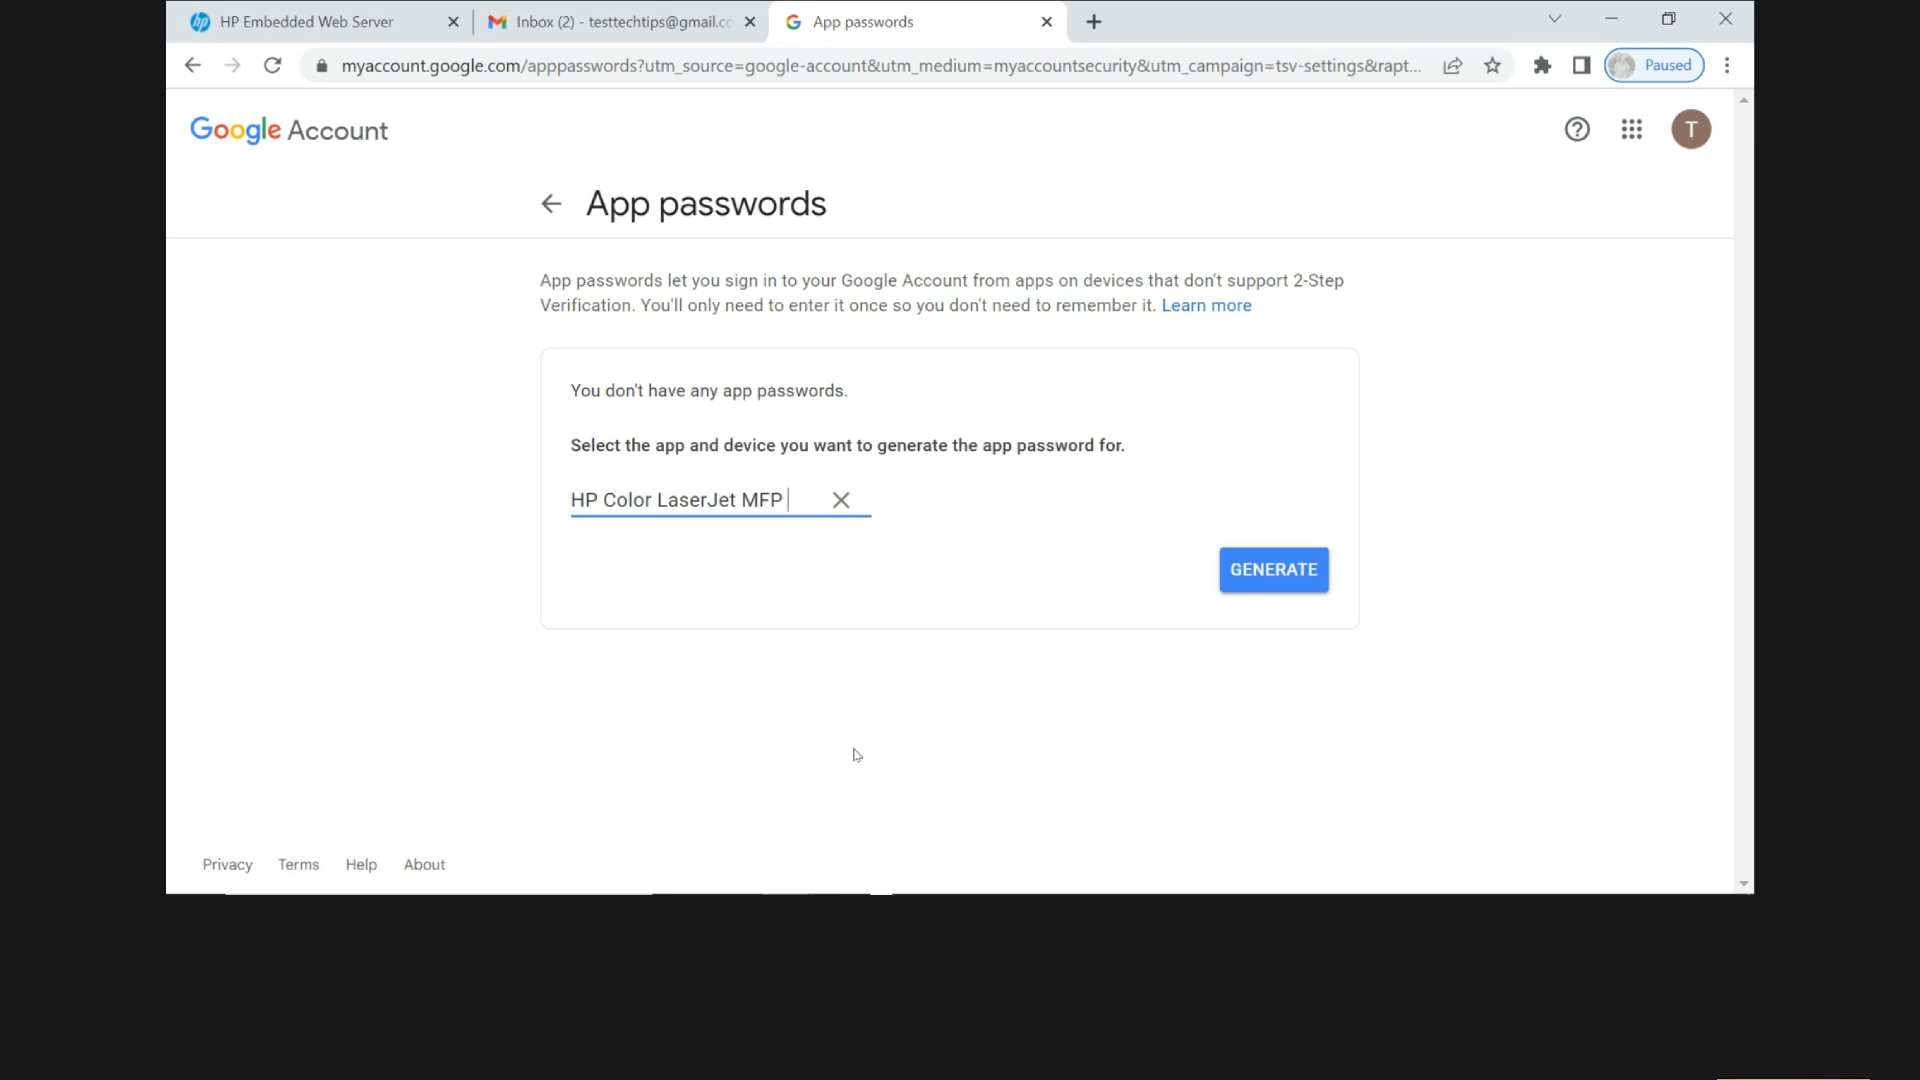 HP Embedded Web Server
Inbox (2) - testtechtips@gmail.co
App passwords
myaccount.google.com/apppasswords?utm_source=google-account&utm_medium=myaccountsecurity&utm_campaign=tsv-settings&rapt...
Paused
Google Account
T
App passwords
App passwords let you sign in to your Google Account from apps on devices that don't support 2-Step
Verification. You'll only need to enter it once so you don't need to remember it. Learn more
You don't have any app passwords.
Select the app and device you want to generate the app password for.
HP Color LaserJet MFP
GENERATE
Privacy Terms Help About